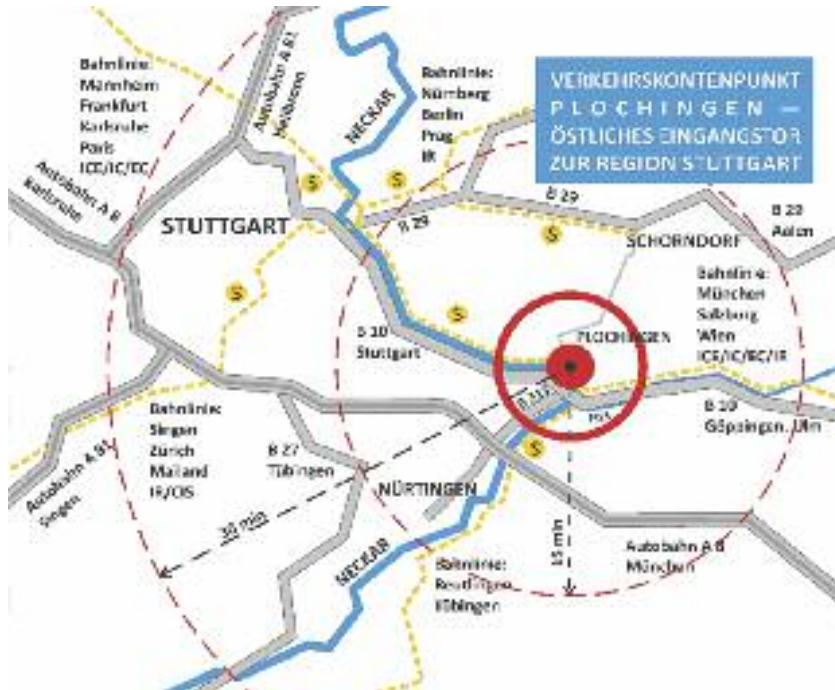 Bahnlinie:
Mannheim
Frankfurt
Karlsruhe
Paris
ICE/IC/EC
Autobahn A 81
Heilbronn
NECKAR
Bahnlinie:
Nürnberg
Berlin
Prag
IR
VERKEHRSKONTENPUNKT
PLOCHINGEN —
ÖSTLICHES EINGANGSTOR
ZUR REGION STUTTGART
Autobahn A 8
Karlsruhe
S
S
STUTTGART
B 29
B 29
S
SCHORNDORF
B 29
Aalen
S
Bahnlinie:
München
Salzburg
Wien
ICE/IC/EC/IR
S
B 10
Stuttgart
PLOCHINGEN
B 313
Fils
B 10
Göppingen, Ulm
Bahnlinie:
Singen
Zürich
Mailand
IR/CIS
B 27
Tübingen
S
NÜRTINGEN
Autobahn A 81
Singen
30 min
15 min
NECKAR
Bahnlinie:
Reutlingen
Tübingen
Autobahn A 8
München